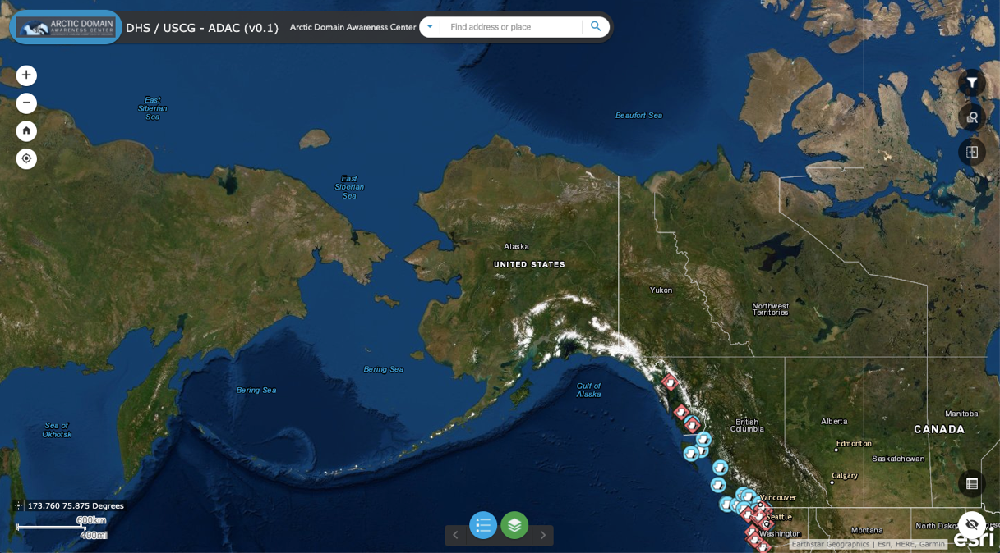 ARCTIC DOMAIN
AWARENESS CENTER
DHS / USCG - ADAC (v0.1)
Arctic Domain Awareness Center
Find address or place
+
−
East
Siberian
Sea
Beaufort Sea
East
Siberian
Sea
Alaska
UNITED STATES
Yukon
Northwest
Territories
Bering Sea
Bering Sea
Gulf of
Alaska
Sea of
Okhotsk
British
Columbia
Alberta
Manitoba
CANADA
Edmonton
Saskatchewan
Calgary
Vancouver
Seattle
Washington
Montana
North Dak
173.760 75.875 Degrees
600km
400mi
esri
Earthstar Geographics | Esri, HERE, Garmin